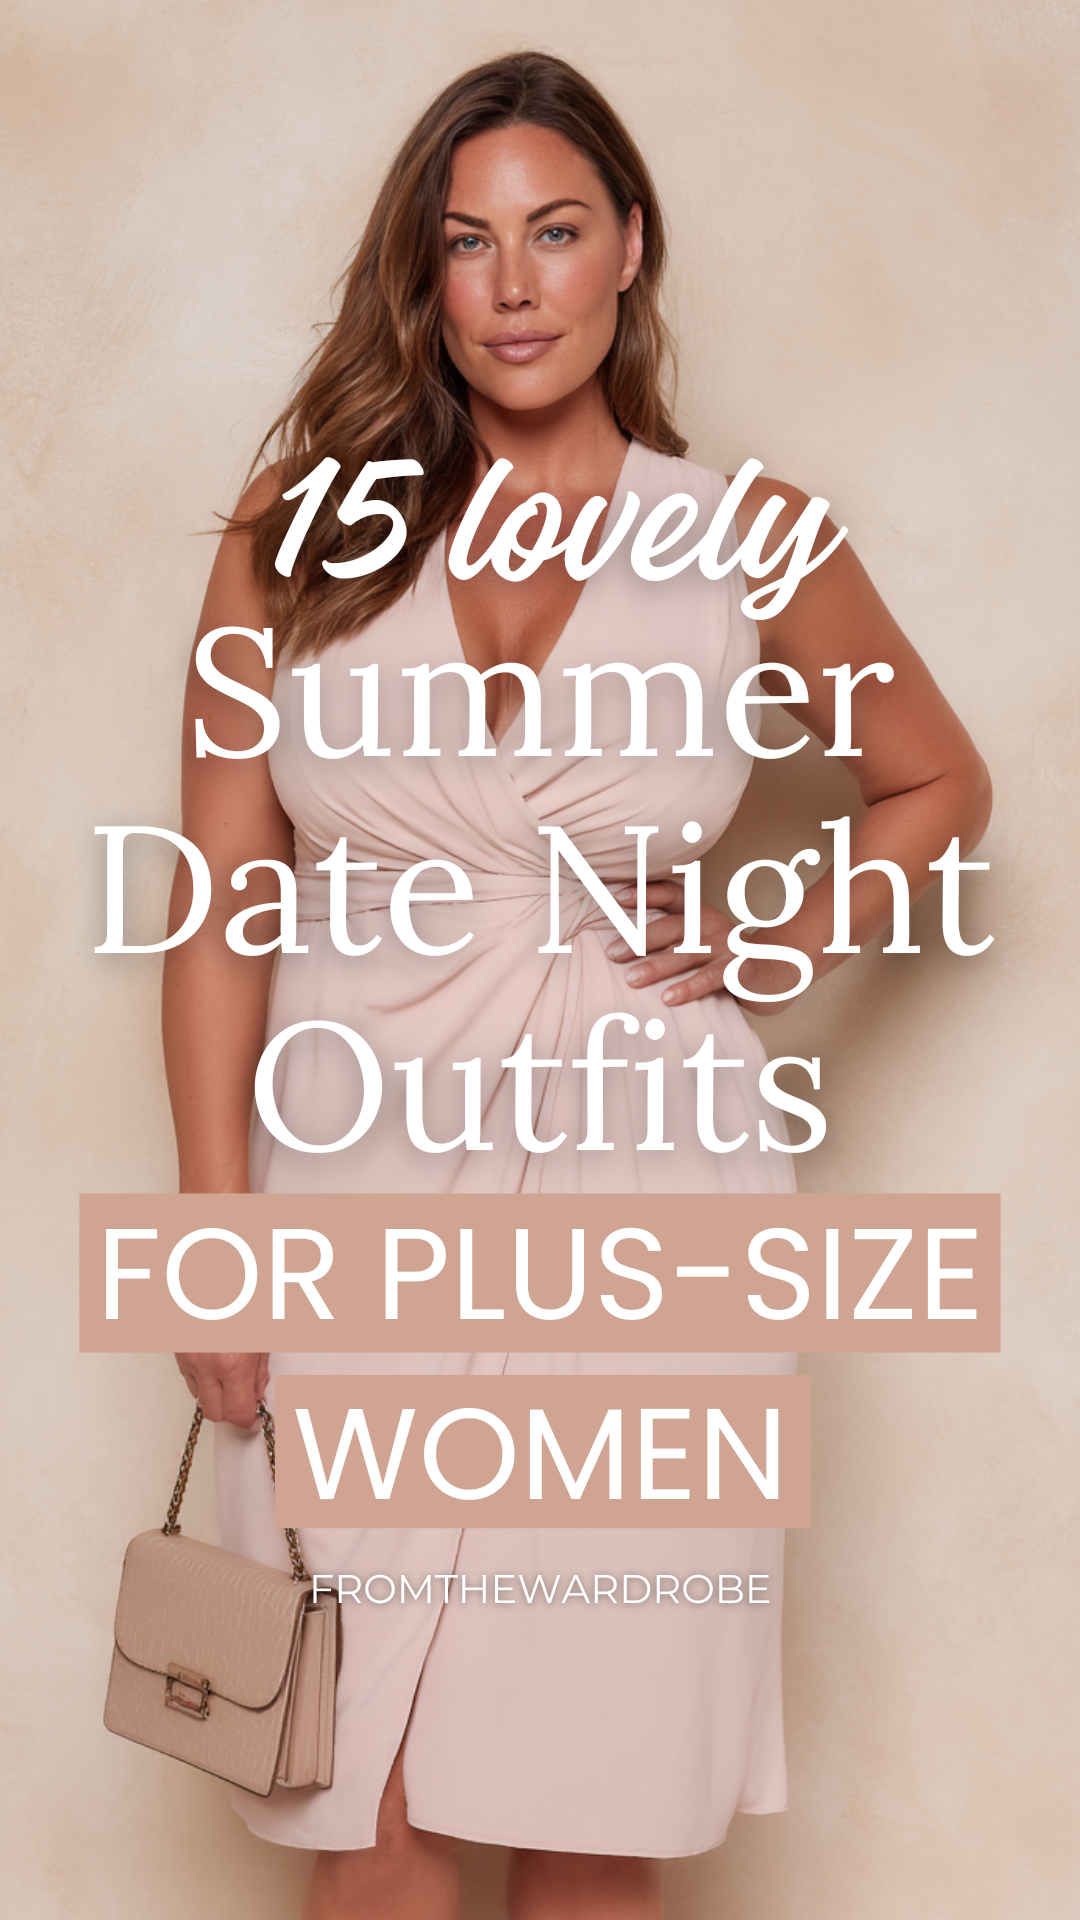 15 lovely
Summer
Date Night
Outfits
FOR PLUS-SIZE
WOMEN
FROMTHEWARDROBE